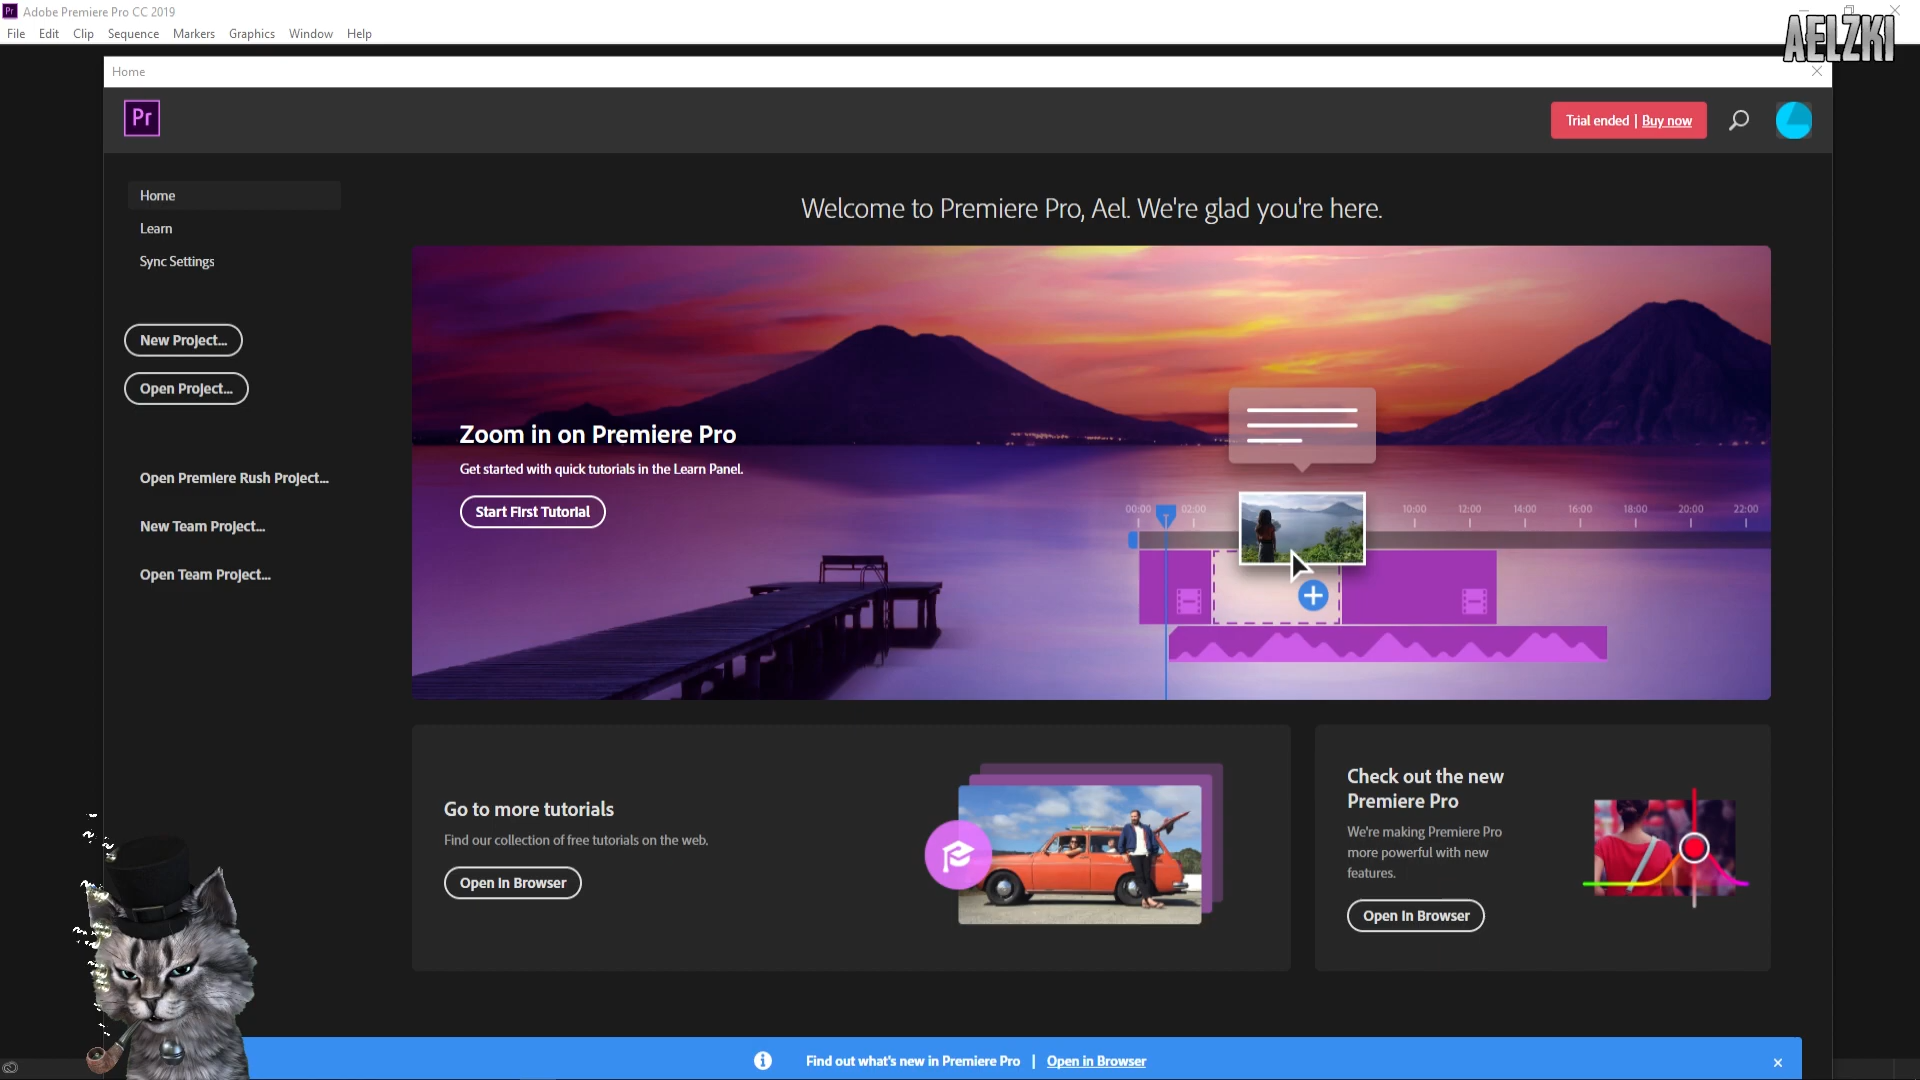 Pr Adobe Premiere Pro CC 2019
File Edit Clip Sequence Markers Graphics Window Help
AELZKI
Home
Pr
Trial ended | Buy now
Home
Learn
Sync Settings
New Project...
Open Project...
Open Premiere Rush Project...
New Team Project...
Open Team Project...
Welcome to Premiere Pro, Ael. We're glad you're here.
Zoom in on Premiere Pro
Get started with quick tutorials in the Learn Panel.
Start First Tutorial
00:00 02:00 10:00 12:00 14:00 16:00 18:00 20:00 22:00
Go to more tutorials
Find our collection of free tutorials on the web.
Open in Browser
Check out the new
Premiere Pro
We're making Premiere Pro
more powerful with new
features.
Open in Browser
Find out what's new in Premiere Pro | Open in Browser